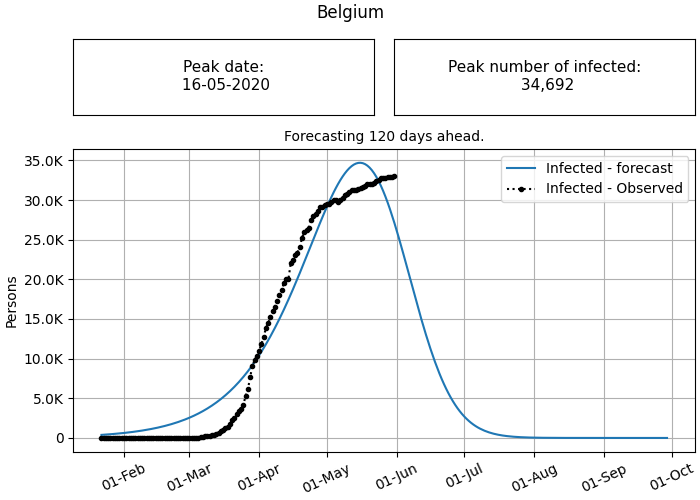 Belgium
Peak date:
16-05-2020
Peak number of infected:
34,692
Forecasting 120 days ahead.
Infected - forecast
Infected - Observed
Persons
35.0K
30.0K
25.0K
20.0K
15.0K
10.0K
5.0K
0
01-Feb
01-Mar
01-Apr
01-May
01-Jun
01-Jul
01-Aug
01-Sep
01-Oct